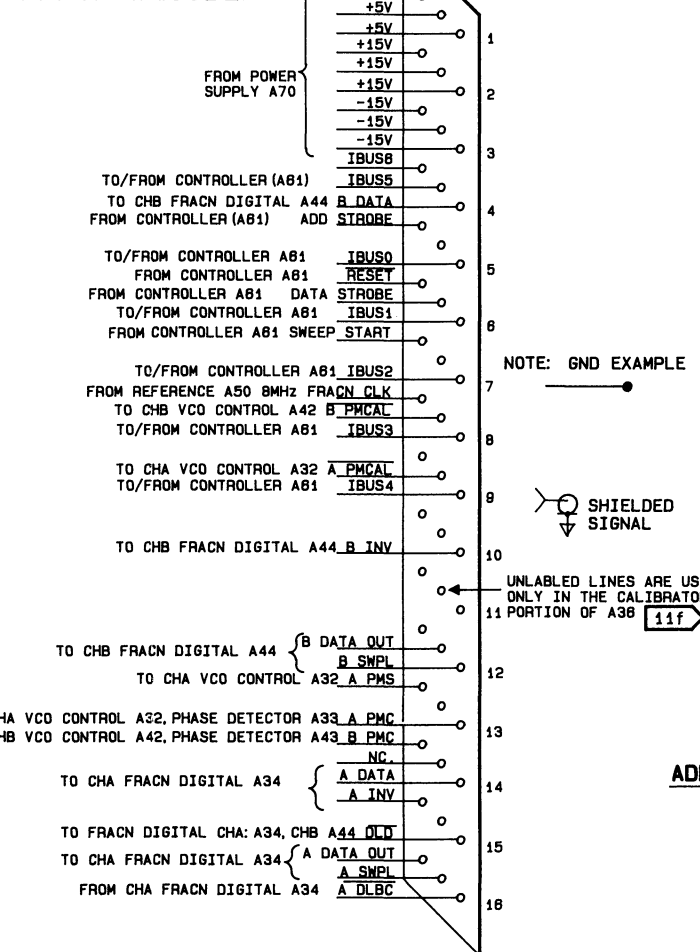 +5V
+5V
1
+15V
+15V
FROM POWER
SUPPLY A70
+15V
2
-15V
-15V
-15V
3
IBUS6
TO/FROM CONTROLLER (A61) IBUS5
TO CHB FRACN DIGITAL A44 B DATA
4
FROM CONTROLLER (A61) ADD STROBE
TO/FROM CONTROLLER A61 IBUS0
5
FROM CONTROLLER A61 RESET
FROM CONTROLLER A61 DATA STROBE
TO/FROM CONTROLLER A61 IBUS1
6
FROM CONTROLLER A61 SWEEP START
NOTE: GND EXAMPLE
TO/FROM CONTROLLER A61 IBUS2
7
FROM REFERENCE A50 8MHz FRACN CLK
TO CHB VCO CONTROL A42 B PMCAL
TO/FROM CONTROLLER A61 IBUS3
8
TO CHA VCO CONTROL A32 A PMCAL
TO/FROM CONTROLLER A61 IBUS4
9
SHIELDED
SIGNAL
TO CHB FRACN DIGITAL A44 B INV
10
UNLABLED LINES ARE US
ONLY IN THE CALIBRATO
11 PORTION OF A36 11f
TO CHB FRACN DIGITAL A44 B DATA OUT
B SWPL
12
TO CHA VCO CONTROL A32 A PMS
HA VCO CONTROL A32, PHASE DETECTOR A33 A PMC
13
HB VCO CONTROL A42, PHASE DETECTOR A43 B PMC
NC.
TO CHA FRACN DIGITAL A34 A DATA
14
A INV
AD
TO FRACN DIGITAL CHA: A34, CHB A44 DLD
15
TO CHA FRACN DIGITAL A34 A DATA OUT
A SWPL
FROM CHA FRACN DIGITAL A34 A DLBC
16